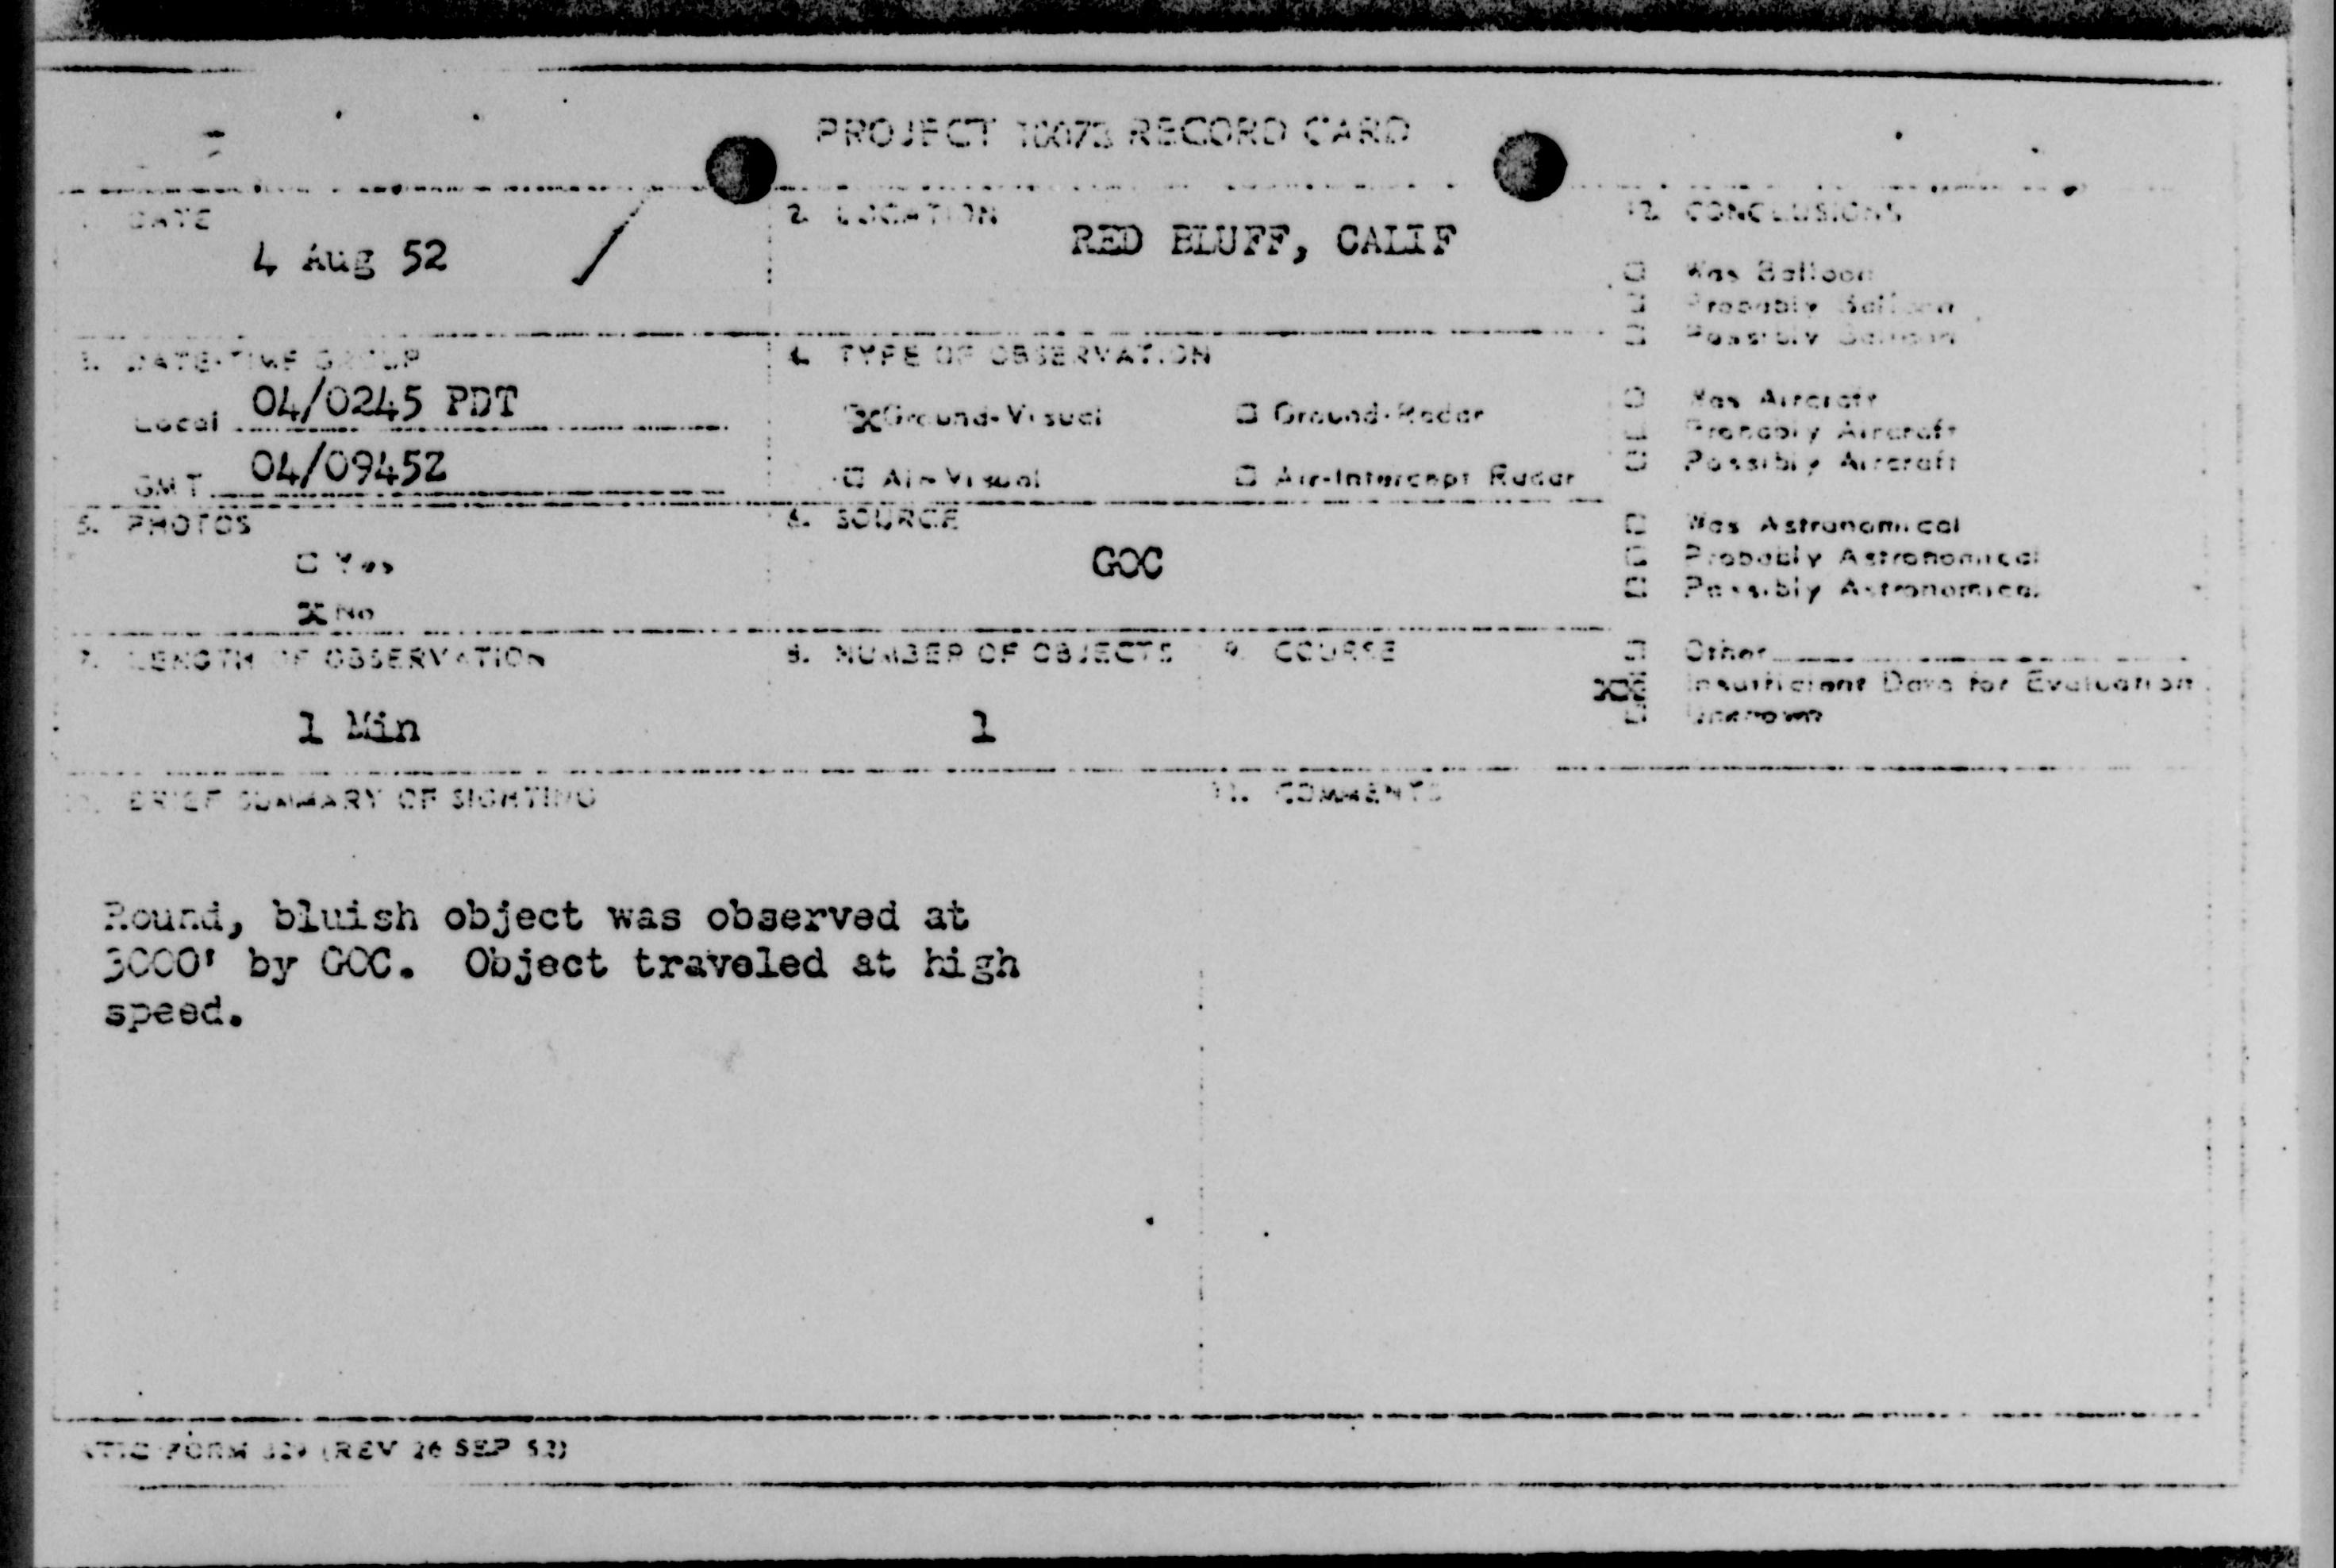 PROJECT 10073 RECORD CARD
1. DATE
4 Aug 52
2. LOCATION
RED BLUFF, CALIF
12. CONCLUSIONS
☐ Was Balloon
☐ Probably Balloon
☐ Possibly Balloon
☐ Was Aircraft
☐ Probably Aircraft
☐ Possibly Aircraft
☐ Was Astronomical
☐ Probably Astronomical
☐ Possibly Astronomical
☐ Other
XXX Insufficient Data for Evaluation
☐ Unknown
3. DATE-TIME GROUP
Local 04/0245 PDT
GMT 04/0945Z
4. TYPE OF OBSERVATION
X Ground-Visual ☐ Ground-Radar
☐ Air-Visual ☐ Air-Intercept Radar
5. PHOTOS
☐ Yes
X No
6. SOURCE
GOC
7. LENGTH OF OBSERVATION
1 Min
8. NUMBER OF OBJECTS
1
9. COURSE
10. BRIEF SUMMARY OF SIGHTING
Round, bluish object was observed at
3000' by GOC. Object traveled at high
speed.
11. COMMENTS
ATIC FORM 329 (REV 26 SEP 52)